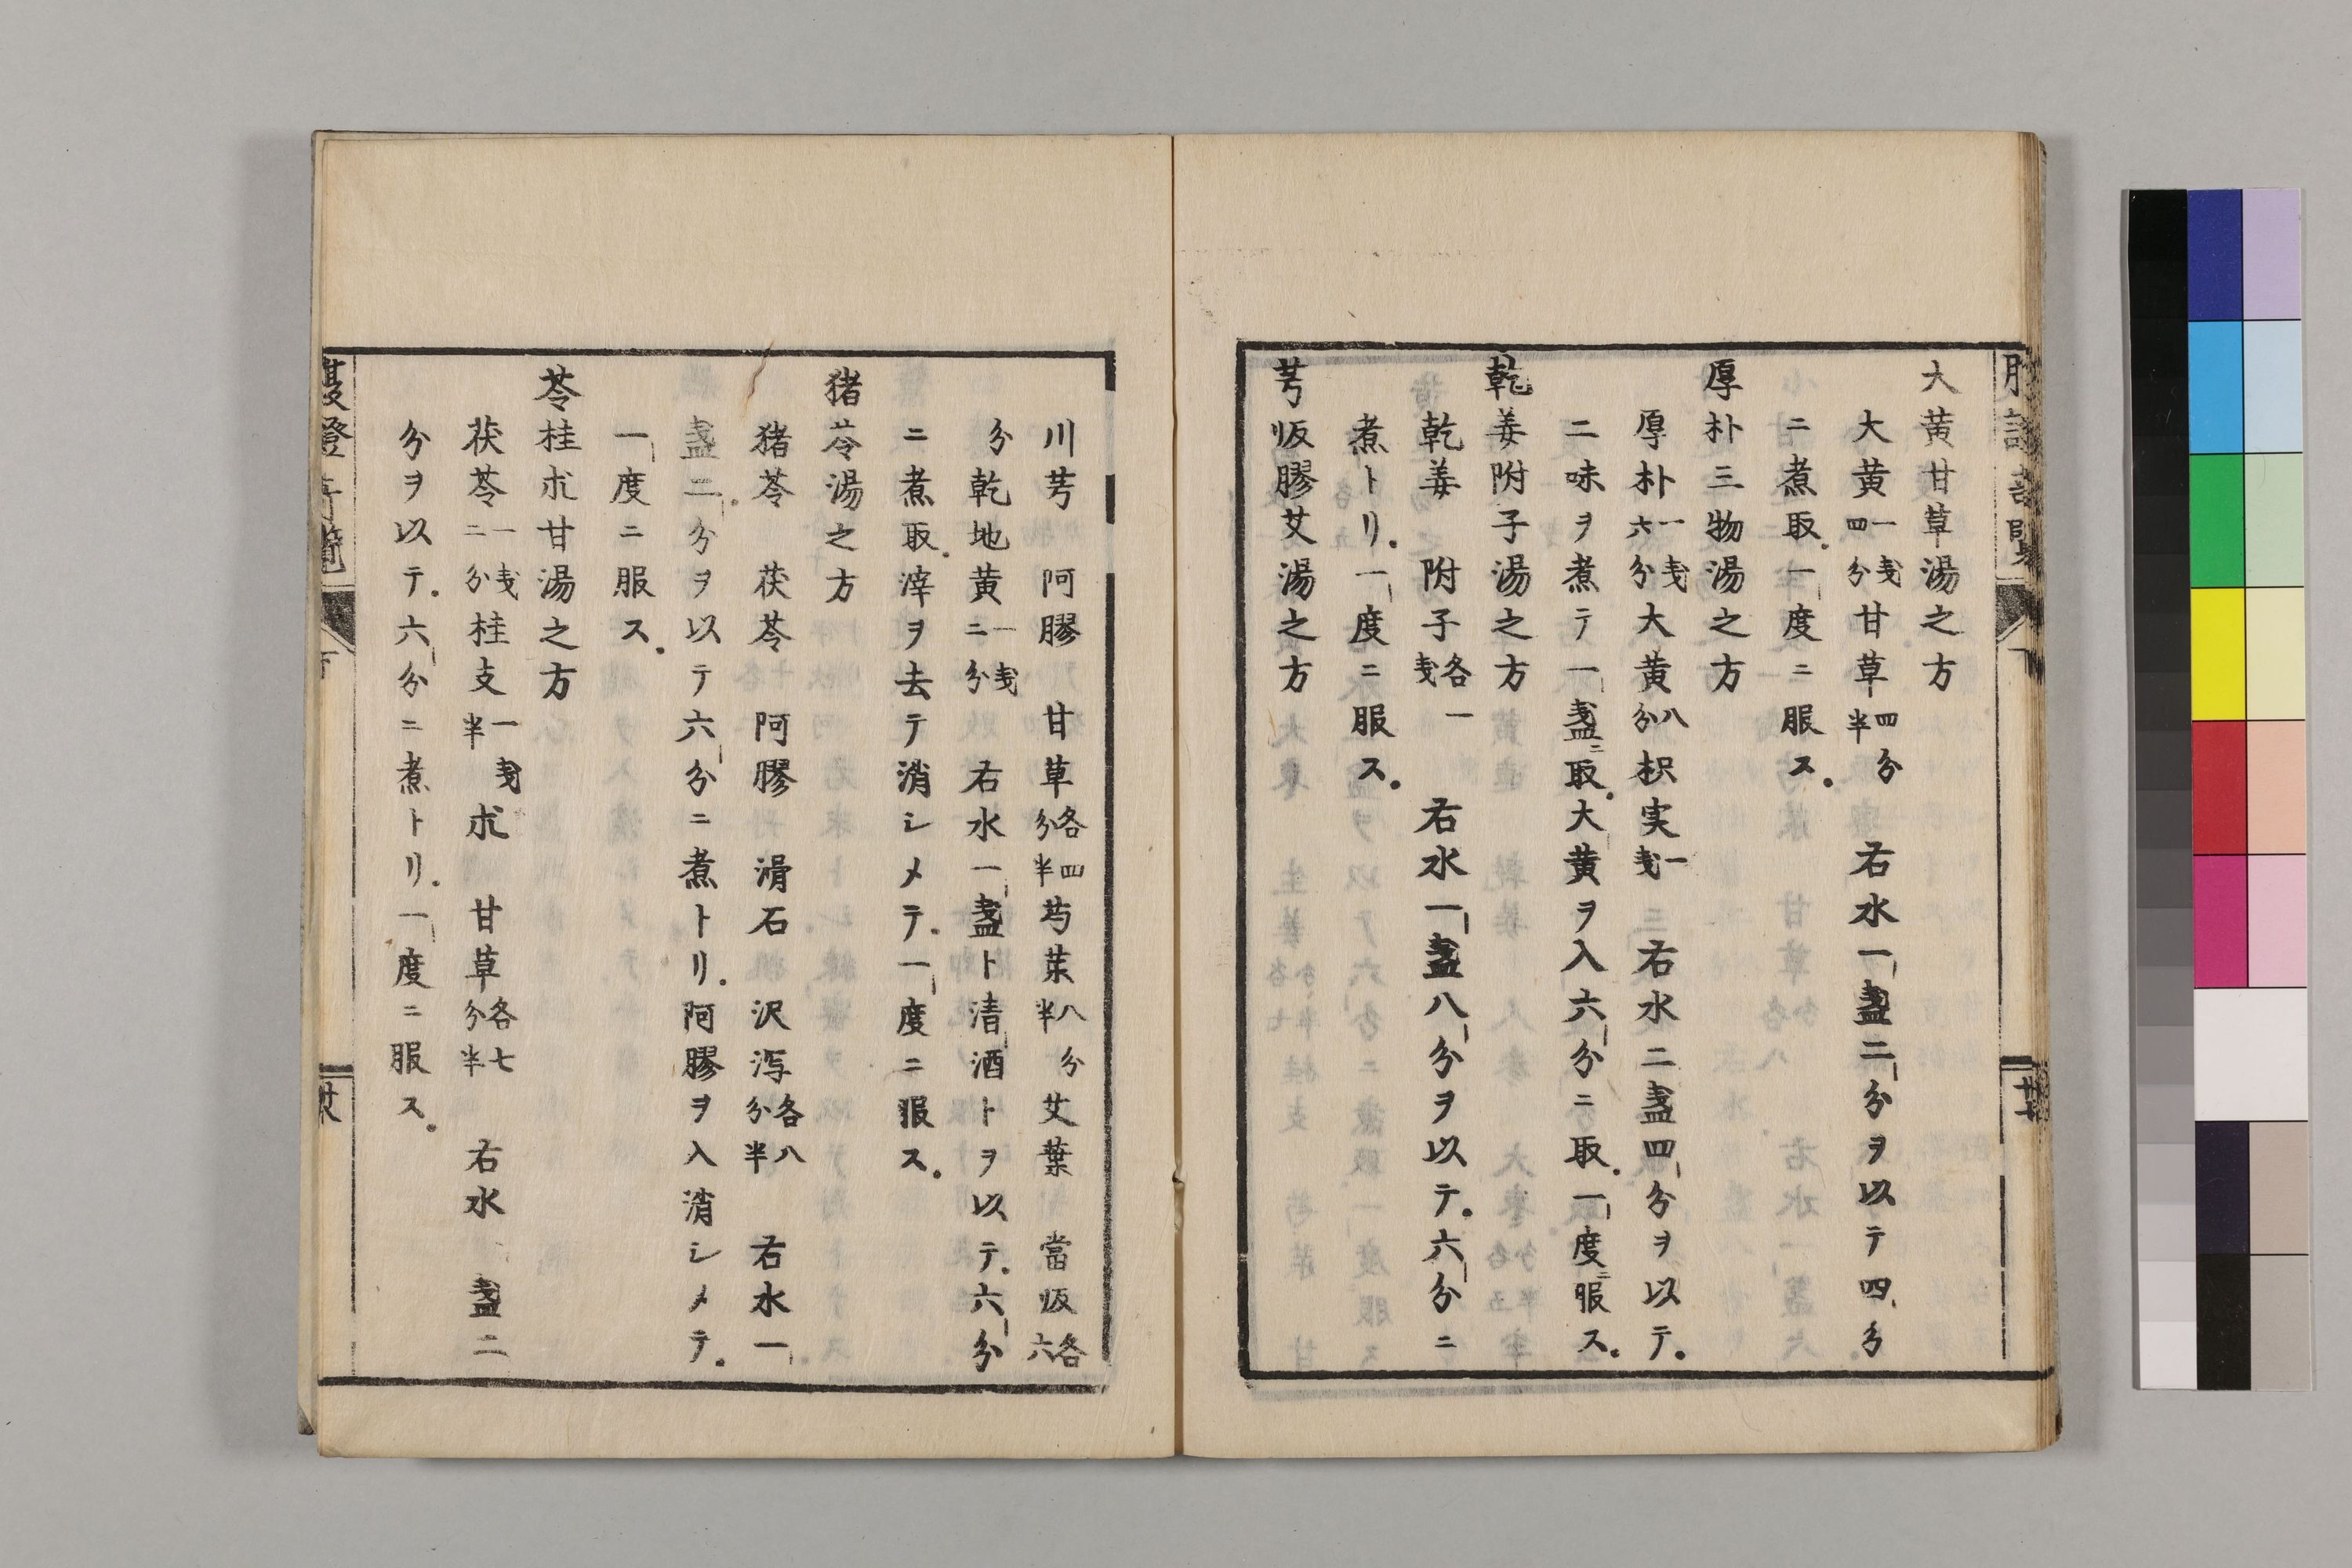 大黄甘草湯之方
大黄一戔四分甘草四分半 右水一盞二分ヲ以テ四分
ニ煮取。一度ニ服ス。
厚朴三物湯之方
厚朴一戔六分大黄八分枳実一戔 右水二盞四分ヲ以テ。
二味ヲ煮テ一盞ニ取。大黄ヲ入六分ニ取。一度ニ服ス。
乾姜附子湯之方
乾姜 附子各一戔 右水一盞八分ヲ以テ。六分ニ
煮トリ。一度ニ服ス。
芎皈膠艾湯之方
廿七
川芎 阿膠 甘草各四分半芍薬八分半艾葉 當皈各六
分乾地黄一戔二分 右水一盞ト清酒トヲ以テ。六分
ニ煮取。滓ヲ去テ消シメテ。一度ニ服ス。
猪苓湯之方
猪苓 茯苓 阿膠 滑石 沢瀉各八分半 右水一
盞二分ヲ以テ六分ニ煮トリ。阿膠ヲ入消シメテ。
一度ニ服ス。
苓桂朮甘湯之方
茯苓一戔二分桂支一戔半朮 甘草各七分半 右水 盞二
分ヲ以テ。六分ニ煮トリ。一度ニ服ス。